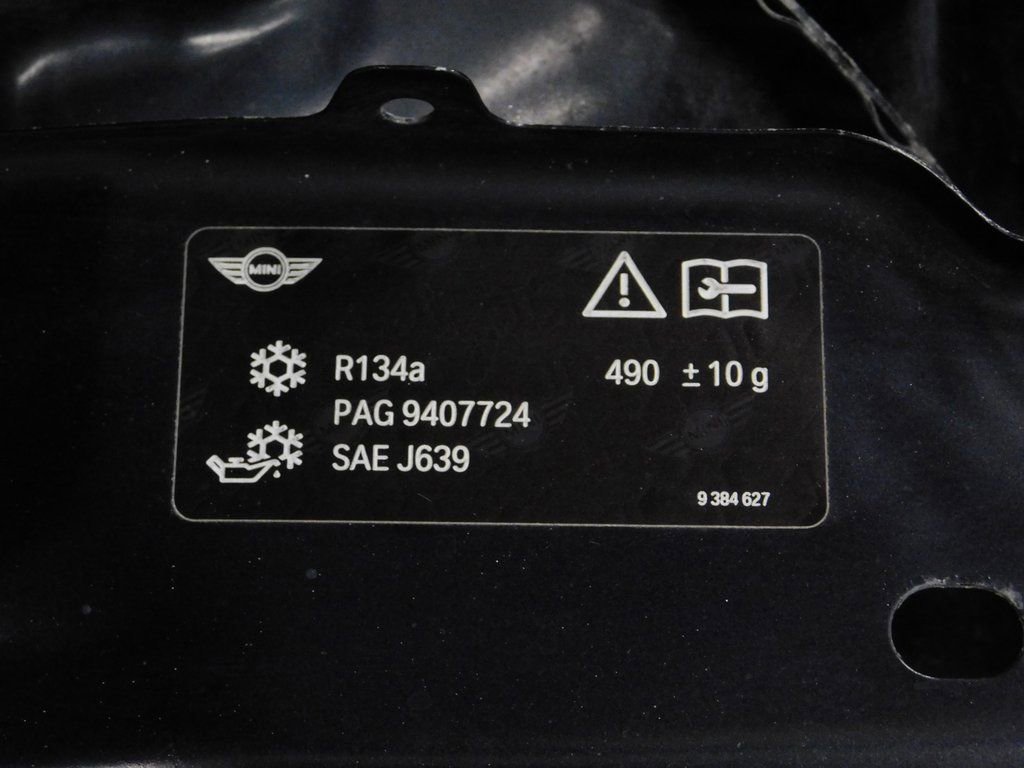 MINI
R134a 490 ± 10 g
PAG 9407724
SAE J639
9 384 627